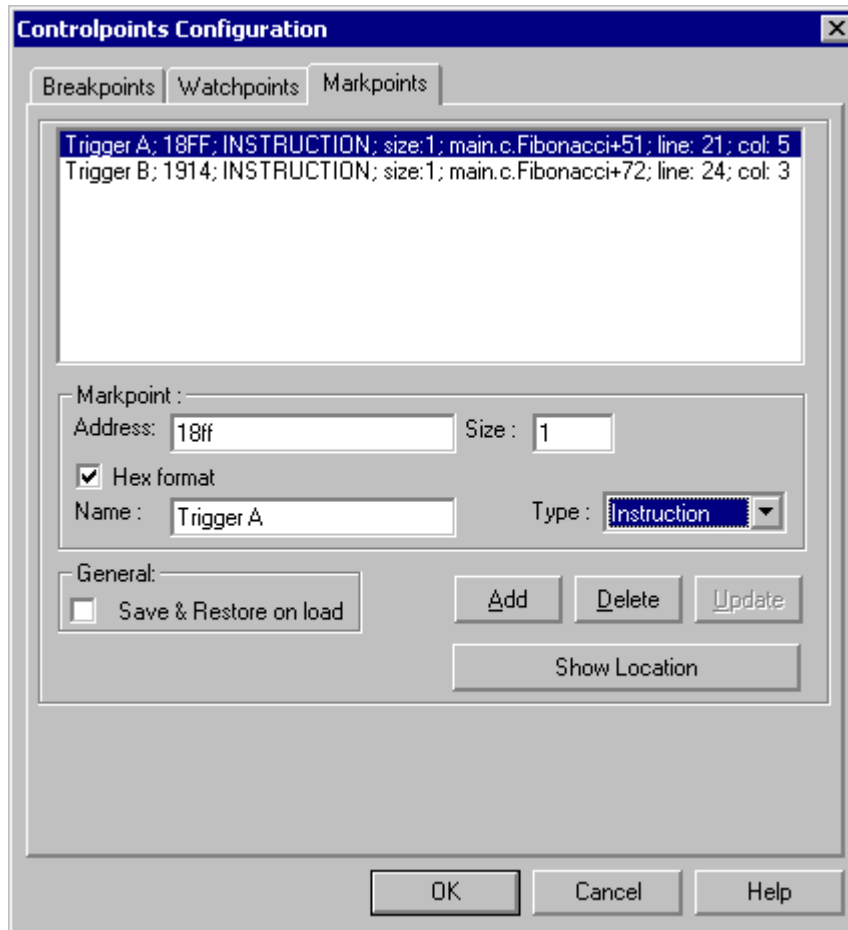 Controlpoints Configuration
Breakpoints Watchpoints Markpoints
Trigger A; 18FF; INSTRUCTION; size:1; main.c.Fibonacci+51; line: 21; col: 5
Trigger B; 1914; INSTRUCTION; size:1; main.c.Fibonacci+72; line: 24; col: 3
Markpoint :
Address: 18ff Size : 1
Hex format
Name : Trigger A Type : Instruction
General:
Save & Restore on load
Add Delete Update
Show Location
OK Cancel Help